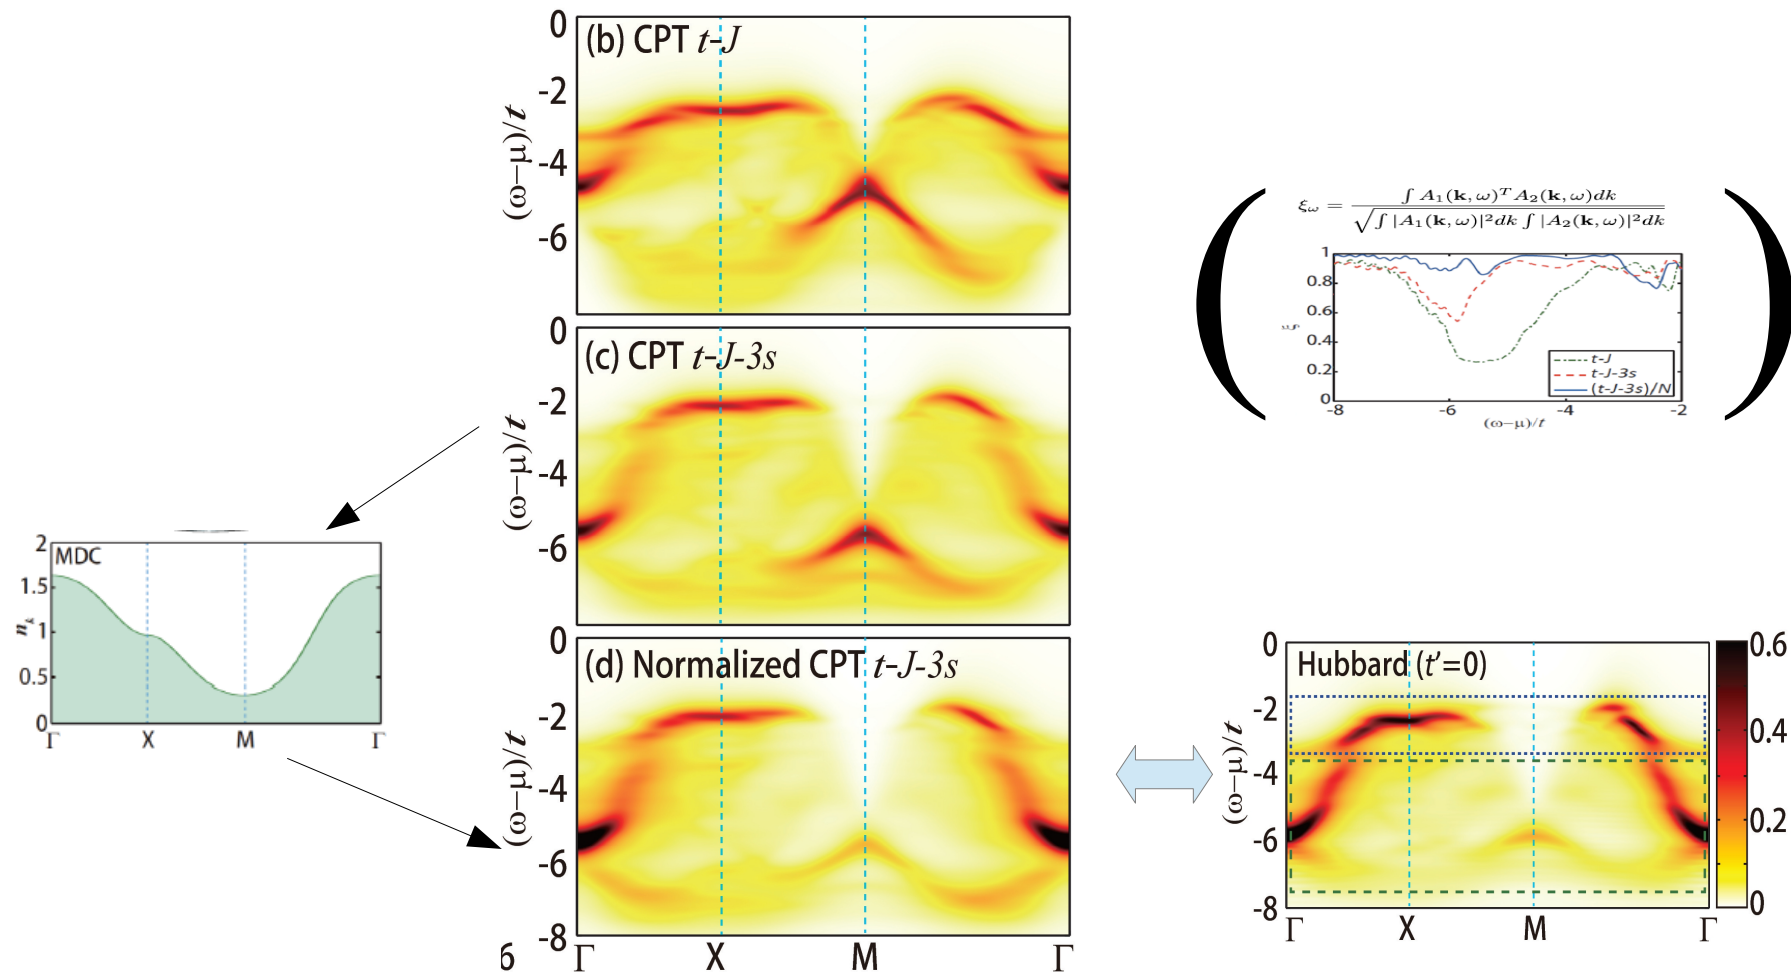 (b) CPT t-J
0
-2
-4
-6
(ω−μ)/t
(c) CPT t-J-3s
0
-2
-4
-6
(ω−μ)/t
(d) Normalized CPT t-J-3s
0
-2
-4
-6
-8
(ω−μ)/t
6
Γ X M Γ
MDC
2
1.5
1
0.5
0
n_k
Γ X M Γ
( ξ_ω = ∫ A₁(k, ω)ᵀ A₂(k, ω)dk / √∫ |A₁(k, ω)|²dk ∫ |A₂(k, ω)|²dk )
1
0.8
0.6
0.4
0.2
0
ξ
t-J
t-J-3s
(t-J-3s)/N
-8 -6 -4 -2
(ω−μ)/t
Hubbard (t'=0)
0
-2
-4
-6
-8
(ω−μ)/t
Γ X M Γ
0.6
0.4
0.2
0